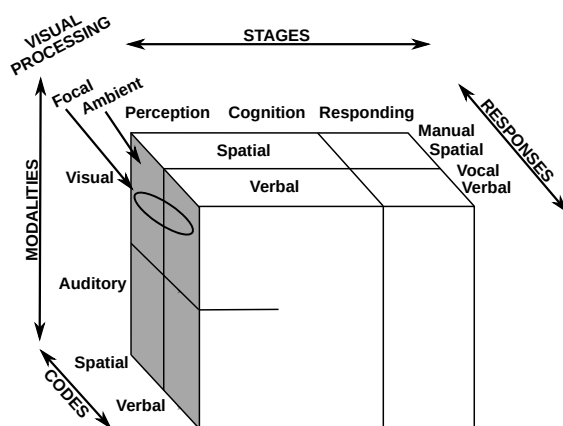 VISUAL
PROCESSING
STAGES
Focal
Ambient
Perception Cognition Responding
RESPONSES
Manual
Spatial
Spatial
Vocal
Verbal
Visual
Verbal
MODALITIES
Auditory
Spatial
Verbal
CODES